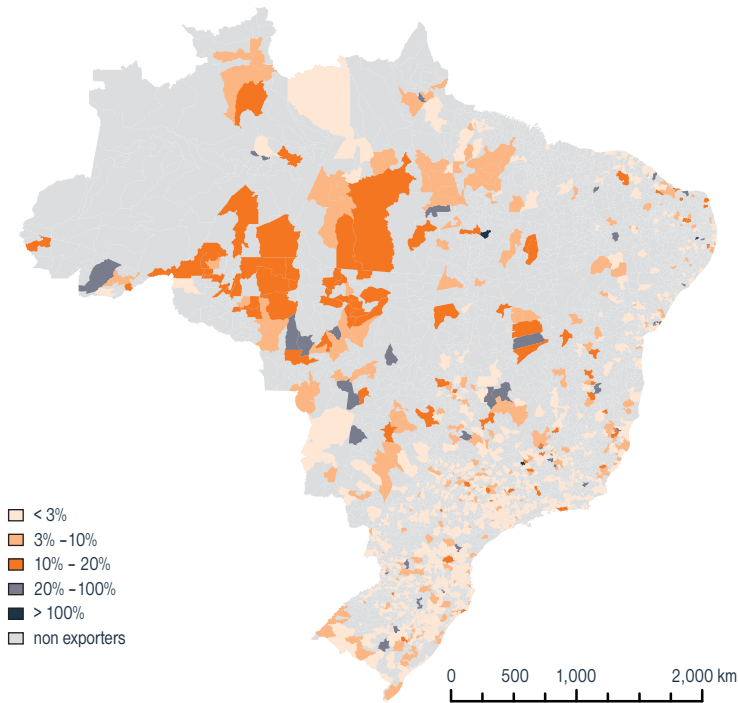 < 3%
3% –10%
10% – 20%
20% –100%
> 100%
non exporters
0 500 1,000 2,000 km